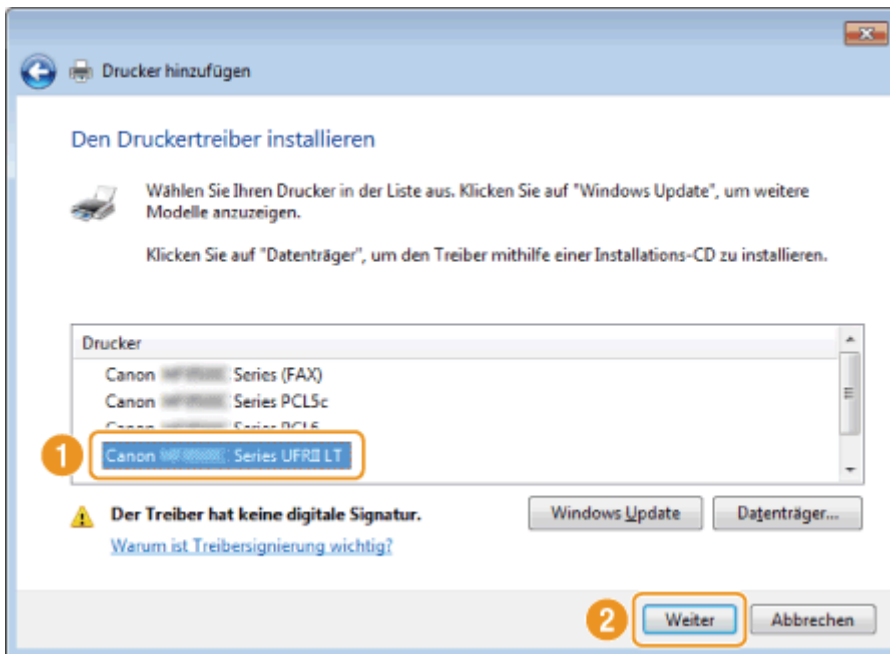 Drucker hinzufügen
Den Druckertreiber installieren
Wählen Sie Ihren Drucker in der Liste aus. Klicken Sie auf "Windows Update", um weitere
Modelle anzuzeigen.
Klicken Sie auf "Datenträger", um den Treiber mithilfe einer Installations-CD zu installieren.
Drucker
Canon Series (FAX)
Canon Series PCL5c
Canon Series PCL6
1 Canon Series UFRII LT
Der Treiber hat keine digitale Signatur.
Windows Update Datenträger...
Warum ist Treibersignierung wichtig?
2 Weiter Abbrechen